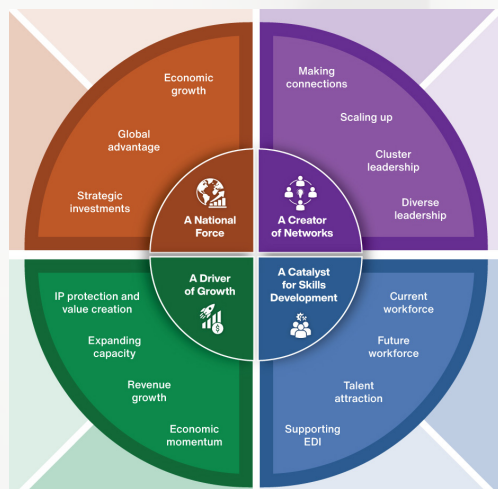 Economic
growth
Global
advantage
Strategic
investments
A National
Force
Making
connections
Scaling up
Cluster
leadership
Diverse
leadership
A Creator
of Networks
IP protection and
value creation
Expanding
capacity
Revenue
growth
Economic
momentum
A Driver
of Growth
$
A Catalyst
for Skills
Development
Current
workforce
Future
workforce
Talent
attraction
Supporting
EDI